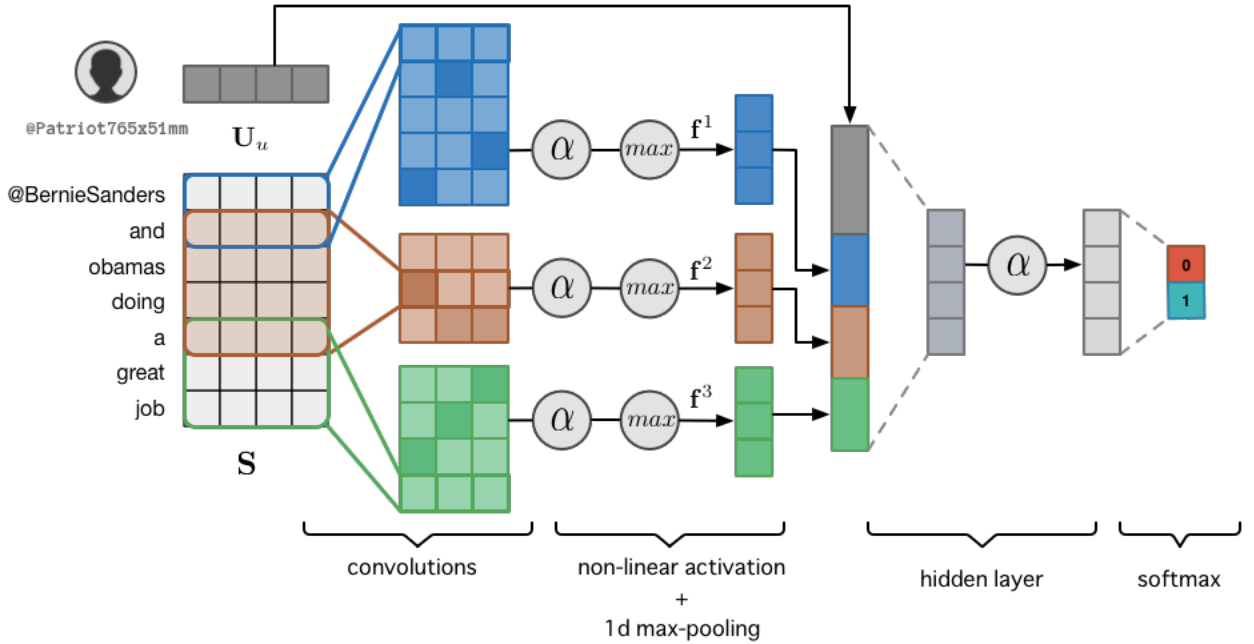 @Patriot765x51mm
U_u
@BernieSanders
and
obamas
doing
a
great
job
S
α
max
f^1
α
max
f^2
α
max
f^3
α
0
1
convolutions
non-linear activation
+
1d max-pooling
hidden layer
softmax